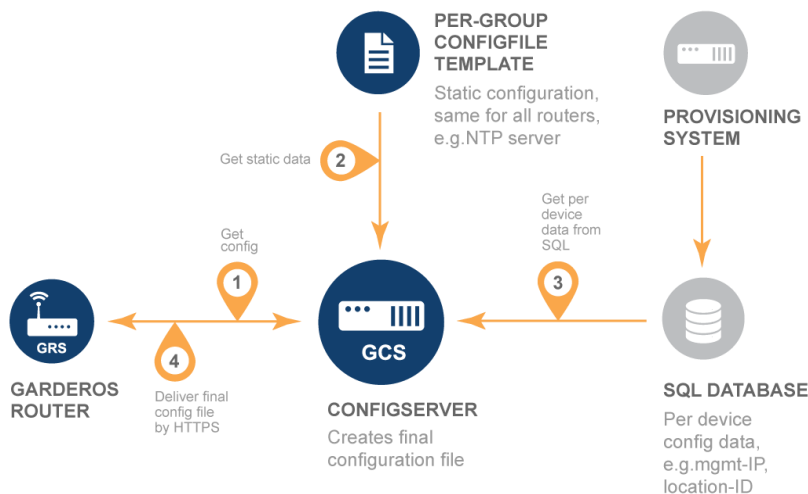 PER-GROUP
CONFIGFILE
TEMPLATE
Static configuration,
same for all routers,
e.g.NTP server
PROVISIONING
SYSTEM
Get static data
2
Get
config
1
Get per
device
data from
SQL
3
GRS
4
GCS
GARDEROS
ROUTER
Deliver final
config file
by HTTPS
CONFIGSERVER
Creates final
configuration file
SQL DATABASE
Per device
config data,
e.g.mgmt-IP,
location-ID